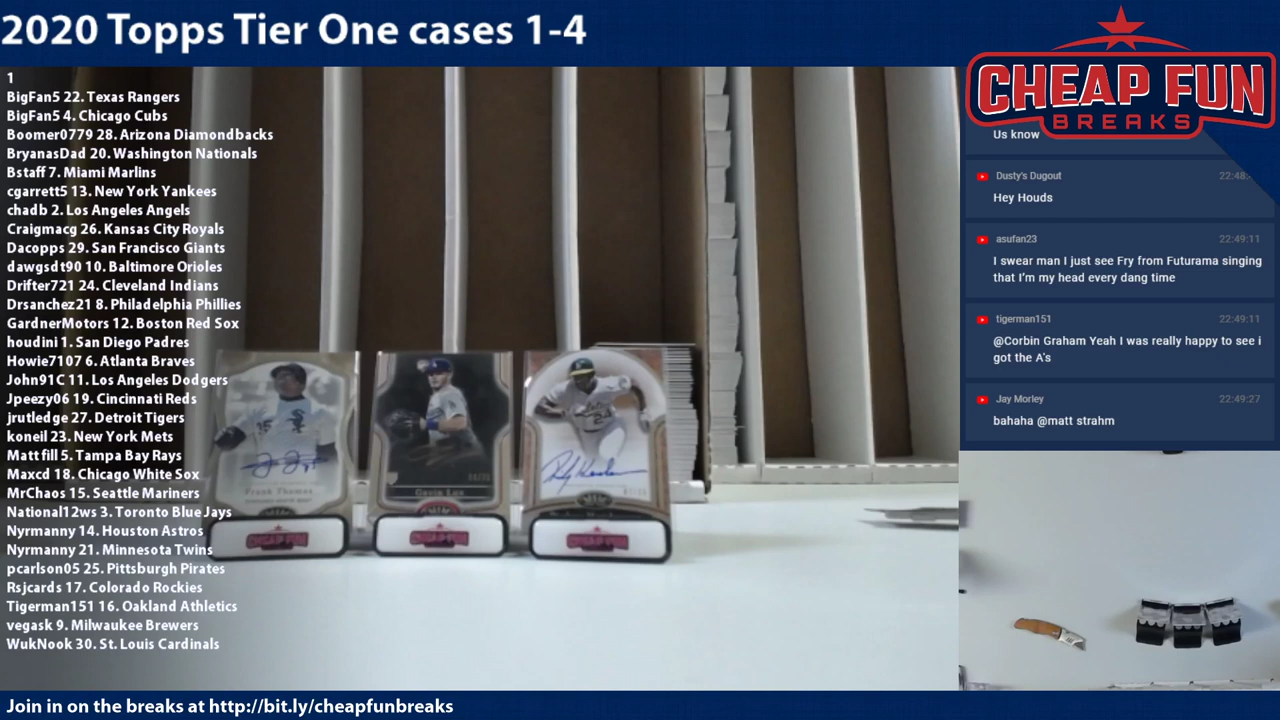 2020 Topps Tier One cases 1-4
1
BigFan5 22. Texas Rangers
BigFan5 4. Chicago Cubs
Boomer0779 28. Arizona Diamondbacks
BryanasDad 20. Washington Nationals
Bstaff 7. Miami Marlins
cgarrett5 13. New York Yankees
chadb 2. Los Angeles Angels
Craigmacg 26. Kansas City Royals
Dacopps 29. San Francisco Giants
dawgsdt90 10. Baltimore Orioles
Drifter721 24. Cleveland Indians
Drsanchez21 8. Philadelphia Phillies
GardnerMotors 12. Boston Red Sox
houdini 1. San Diego Padres
Howie7107 6. Atlanta Braves
John91C 11. Los Angeles Dodgers
Jpeezy06 19. Cincinnati Reds
jrutledge 27. Detroit Tigers
koneil 23. New York Mets
Matt fill 5. Tampa Bay Rays
Maxcd 18. Chicago White Sox
MrChaos 15. Seattle Mariners
National12ws 3. Toronto Blue Jays
Nyrmanny 14. Houston Astros
Nyrmanny 21. Minnesota Twins
pcarlson05 25. Pittsburgh Pirates
Rsjcards 17. Colorado Rockies
Tigerman151 16. Oakland Athletics
vegask 9. Milwaukee Brewers
WukNook 30. St. Louis Cardinals
Frank Thomas
Gavin Lux
CHEAP FUN
CHEAP FUN
CHEAP FUN
CHEAP FUN
BREAKS
Us know
Dusty's Dugout 22:48:
Hey Houds
asufan23 22:49:11
I swear man I just see Fry from Futurama singing
that I'm my head every dang time
tigerman151 22:49:11
@Corbin Graham Yeah I was really happy to see i
got the A's
Jay Morley 22:49:27
bahaha @matt strahm
Join in on the breaks at http://bit.ly/cheapfunbreaks